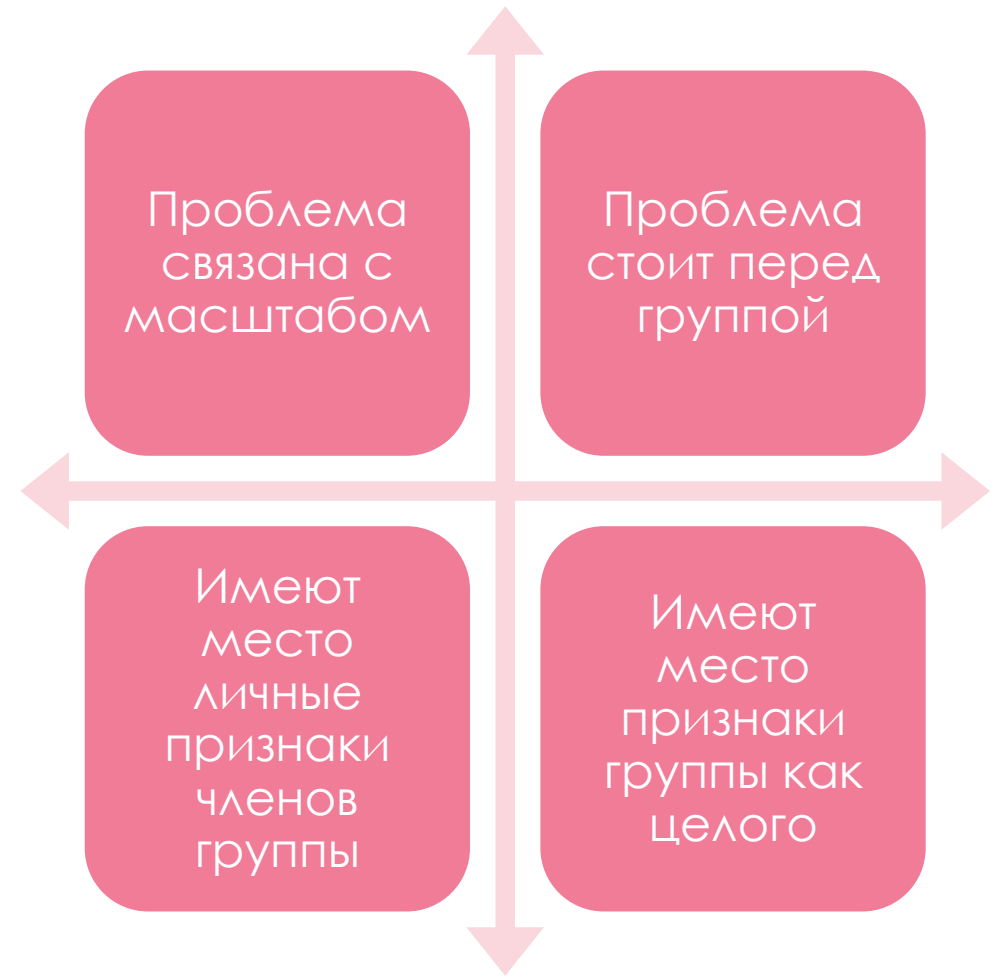 Проблема
связана с
масштабом
Проблема
стоит перед
группой
Имеют
место
личные
признаки
членов
группы
Имеют
место
признаки
группы как
целого